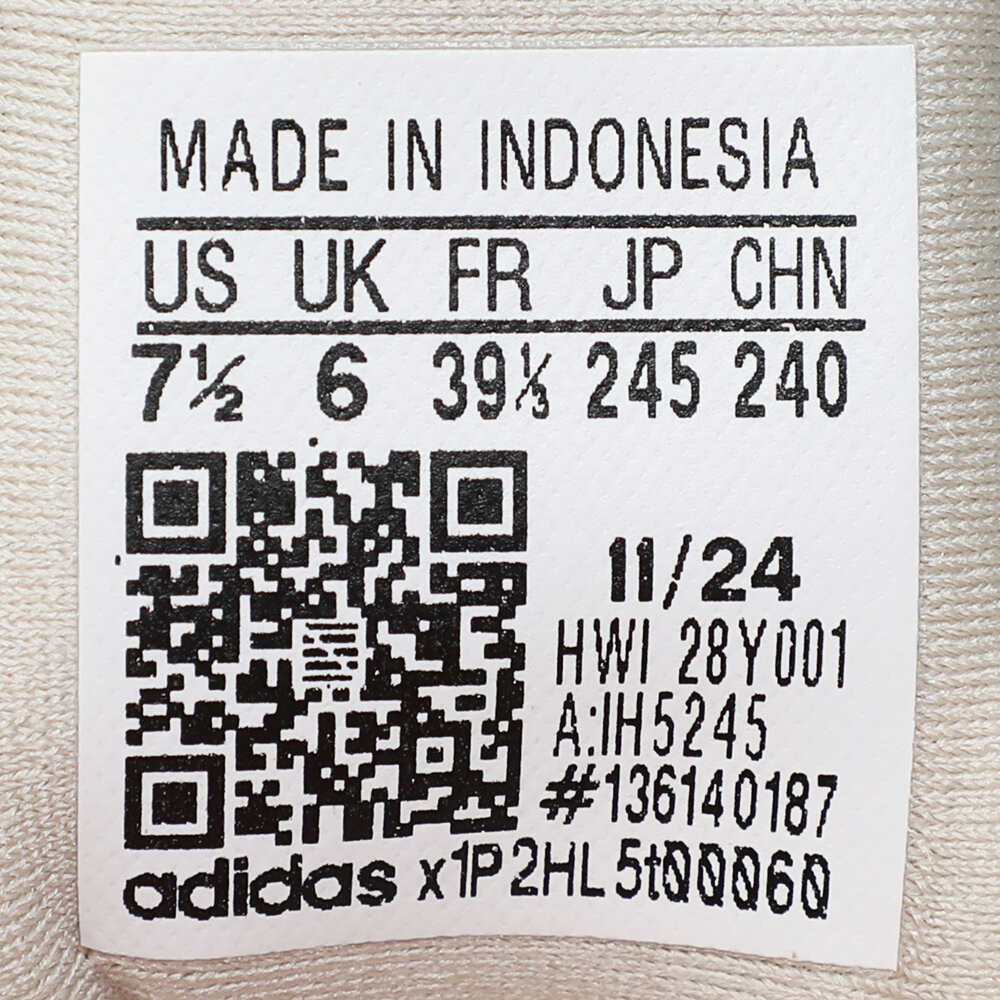 MADE IN INDONESIA
US UK FR JP CHN
7½ 6 39⅓ 245 240
11/24
HWI 28Y001
A:IH5245
#136140187
adidas x1P2HL5t00060